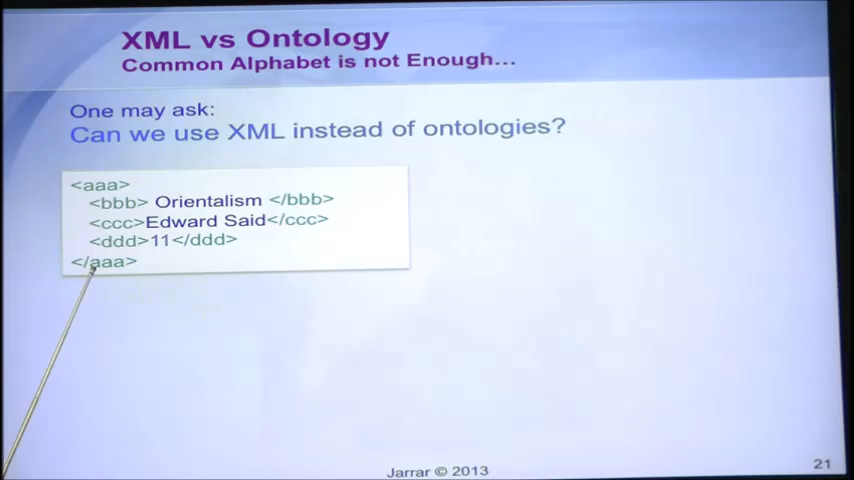 XML vs Ontology
Common Alphabet is not Enough…
One may ask:
Can we use XML instead of ontologies?
<aaa>
<bbb> Orientalism </bbb>
<ccc>Edward Said</ccc>
<ddd>11</ddd>
</aaa>
Jarrar © 2013
21